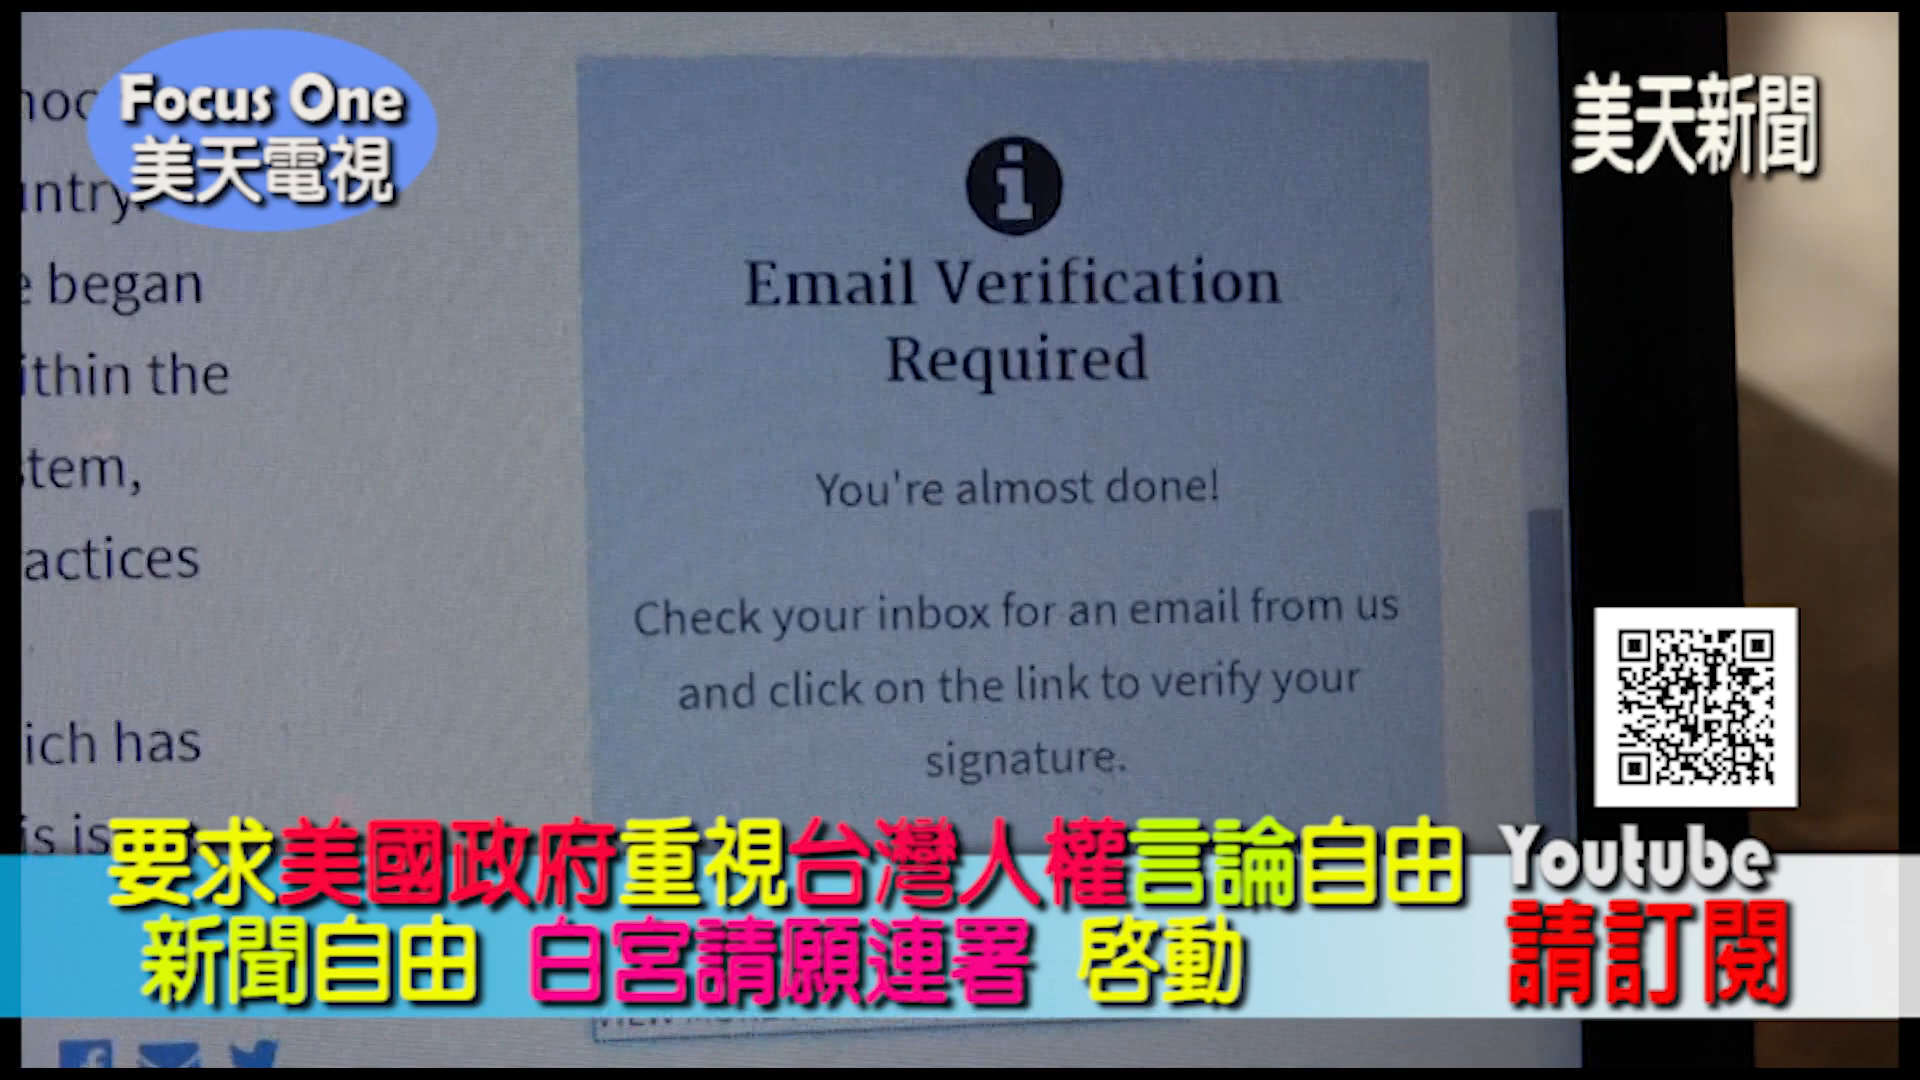 Focus One
美天電視
美天新聞
untry.
began
ithin the
stem,
actices
ich has
is is
Email Verification
Required
You're almost done!
Check your inbox for an email from us
and click on the link to verify your
signature.
要求美國政府重視台灣人權言論自由
新聞自由 白宮請願連署 啓動
Youtube
請訂閱